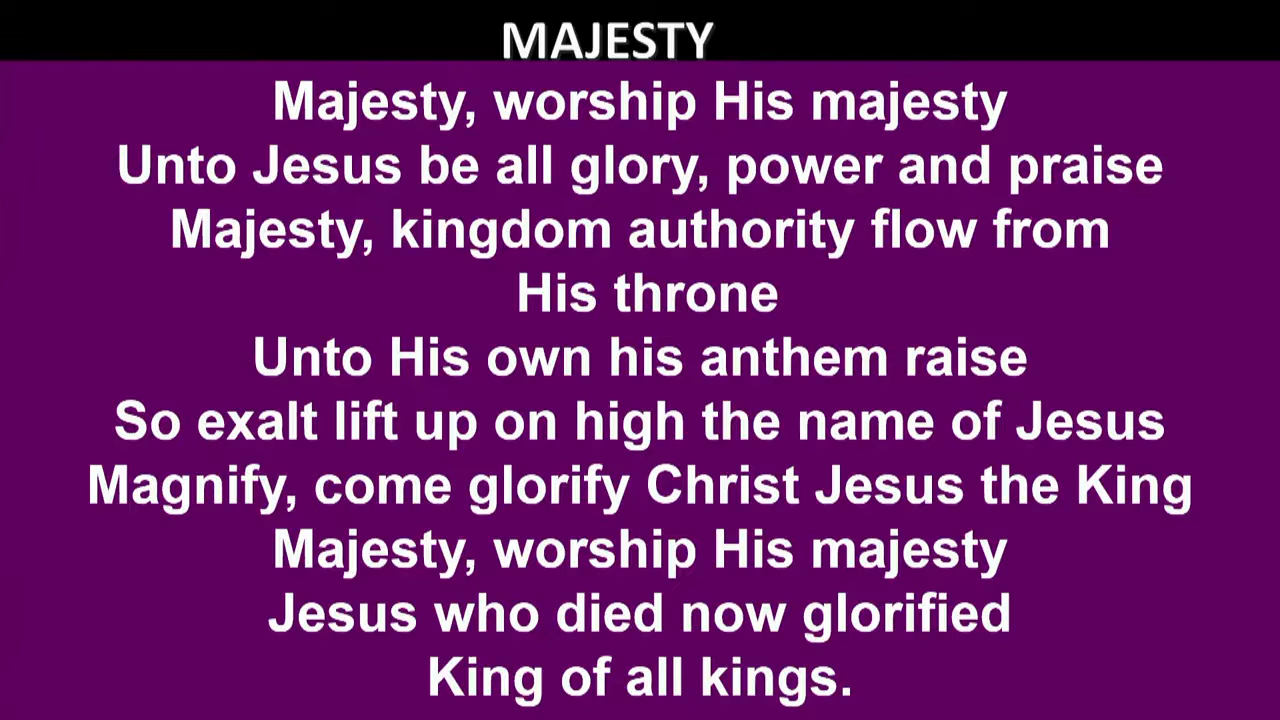 MAJESTY
Majesty, worship His majesty
Unto Jesus be all glory, power and praise
Majesty, kingdom authority flow from
His throne
Unto His own his anthem raise
So exalt lift up on high the name of Jesus
Magnify, come glorify Christ Jesus the King
Majesty, worship His majesty
Jesus who died now glorified
King of all kings.